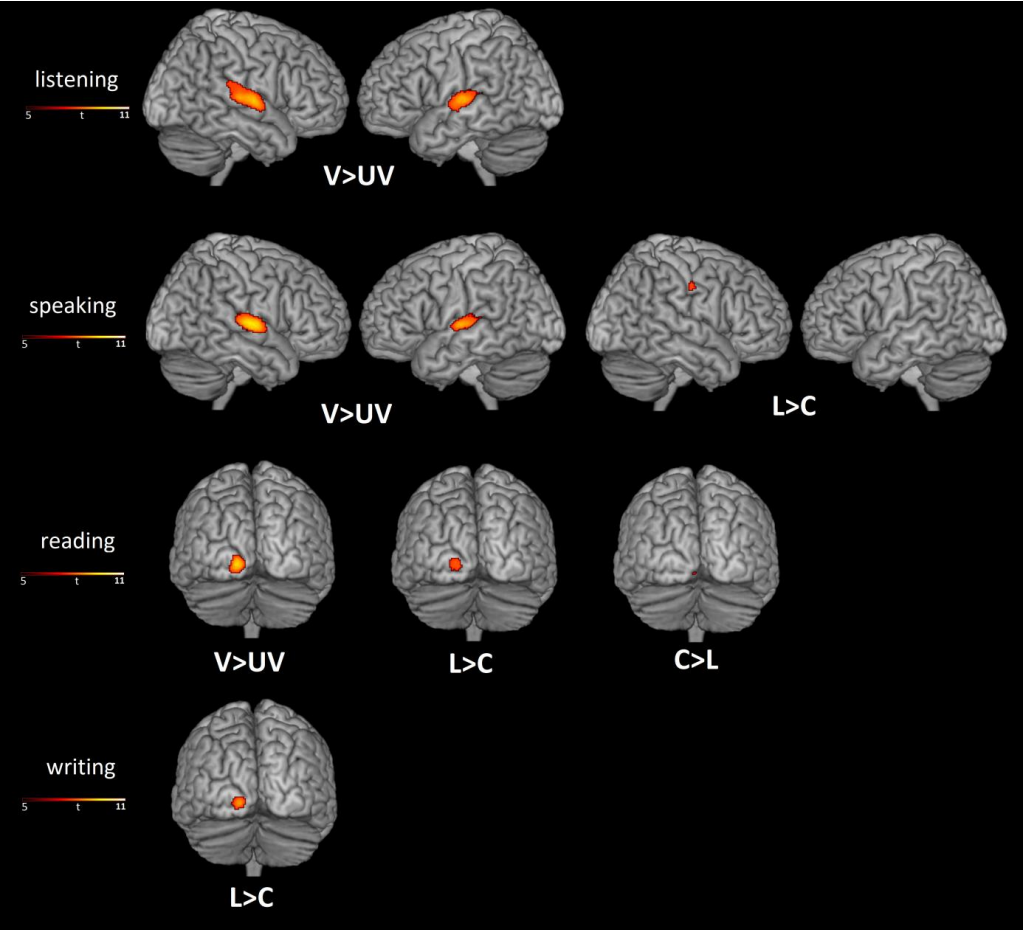 listening
5 t 11
V>UV
speaking
5 t 11
V>UV
L>C
reading
5 t 11
V>UV
L>C
C>L
writing
5 t 11
L>C